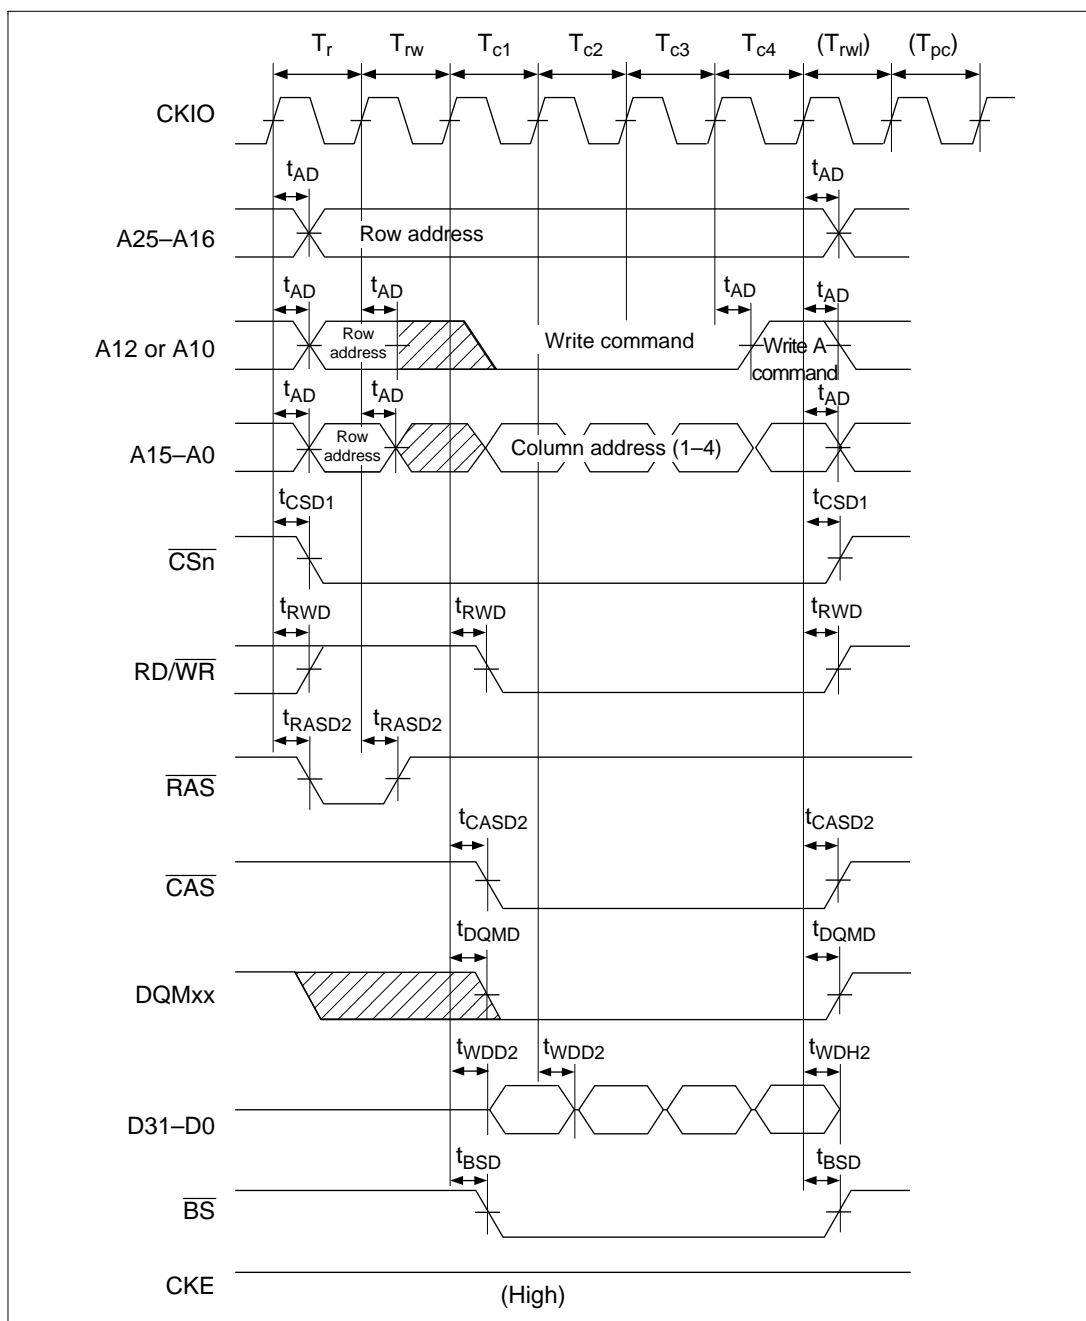 Tr Trw Tc1 Tc2 Tc3 Tc4 (Trwl) (Tpc)
CKIO
tAD tAD
A25–A16 Row address
tAD tAD tAD tAD
A12 or A10 Row address Write command Write A command
tAD tAD tAD
A15–A0 Row address Column address (1–4)
tCSD1 tCSD1
CSn
tRWD tRWD tRWD
RD/WR
tRASD2 tRASD2
RAS
tCASD2 tCASD2
CAS
tDQMD tDQMD
DQMxx
tWDD2 tWDD2 tWDH2
D31–D0
tBSD tBSD
BS
CKE (High)